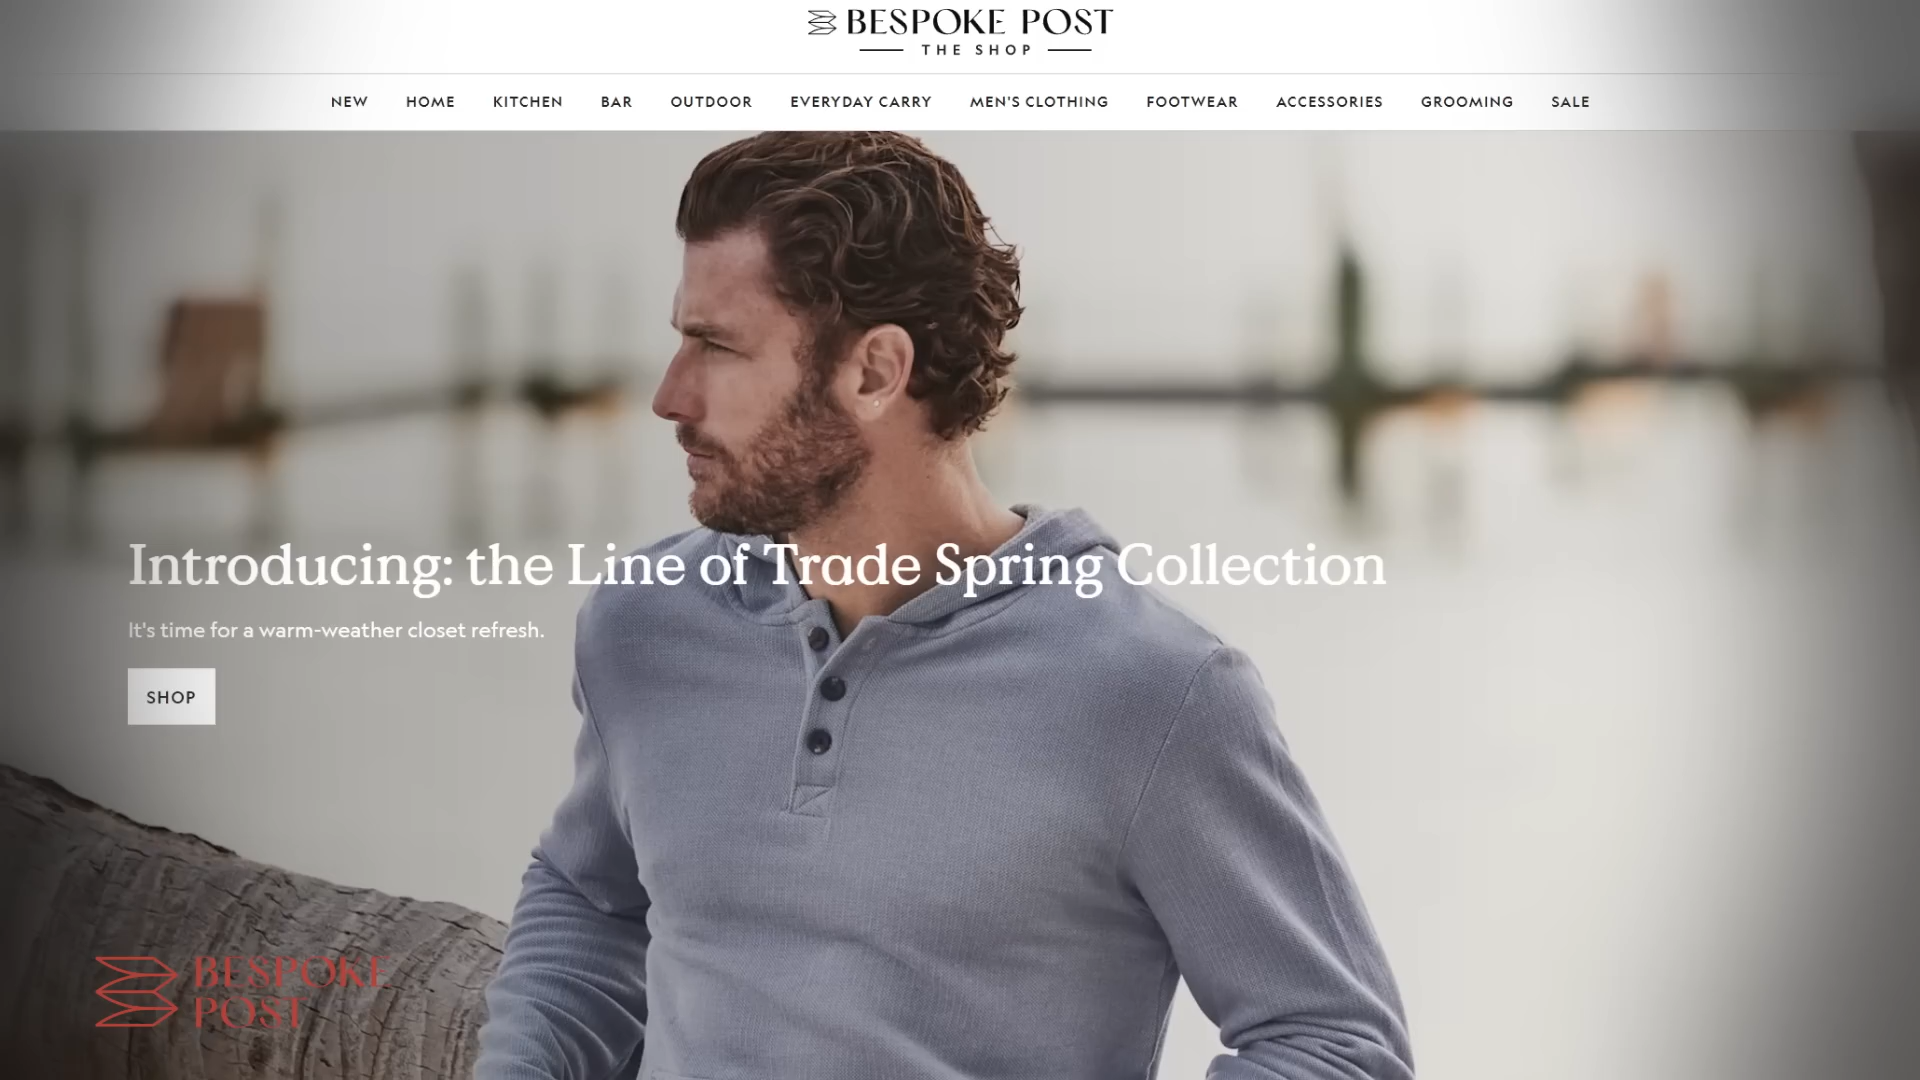 BESPOKE POST
THE SHOP
NEW HOME KITCHEN BAR OUTDOOR EVERYDAY CARRY MEN'S CLOTHING FOOTWEAR ACCESSORIES GROOMING SALE
Introducing: the Line of Trade Spring Collection
It's time for a warm-weather closet refresh.
SHOP
BESPOKE
POST